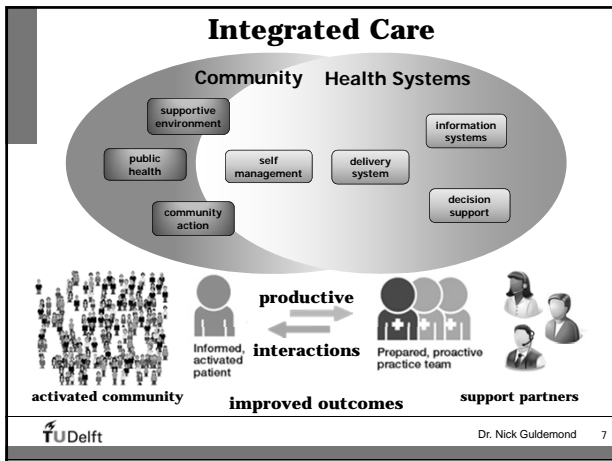 Integrated Care
Community Health Systems
supportive
environment
information
systems
public
health
self
management
delivery
system
community
action
decision
support
productive
interactions
Informed,
activated
patient
Prepared, proactive
practice team
activated community
improved outcomes
support partners
TUDelft
Dr. Nick Guldemond 7